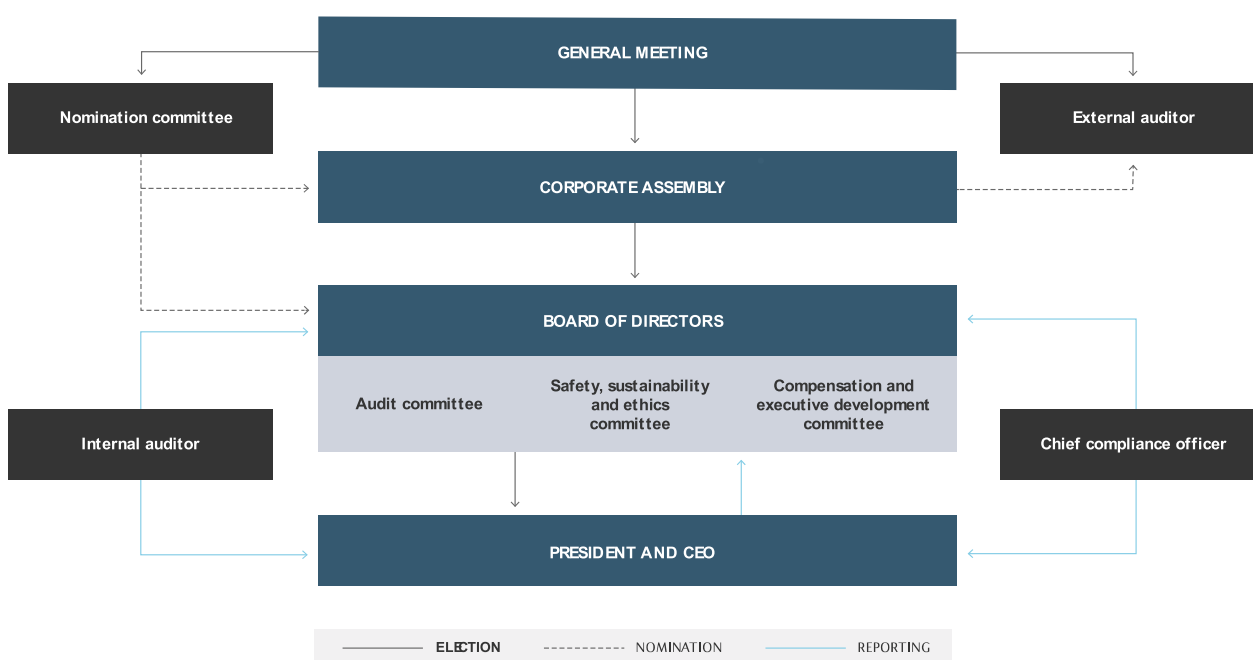 GENERAL MEETING
Nomination committee
External auditor
CORPORATE ASSEMBLY
BOARD OF DIRECTORS
Audit committee
Safety, sustainability
and ethics
committee
Compensation and
executive development
committee
Internal auditor
Chief compliance officer
PRESIDENT AND CEO
ELECTION
NOMINATION
REPORTING